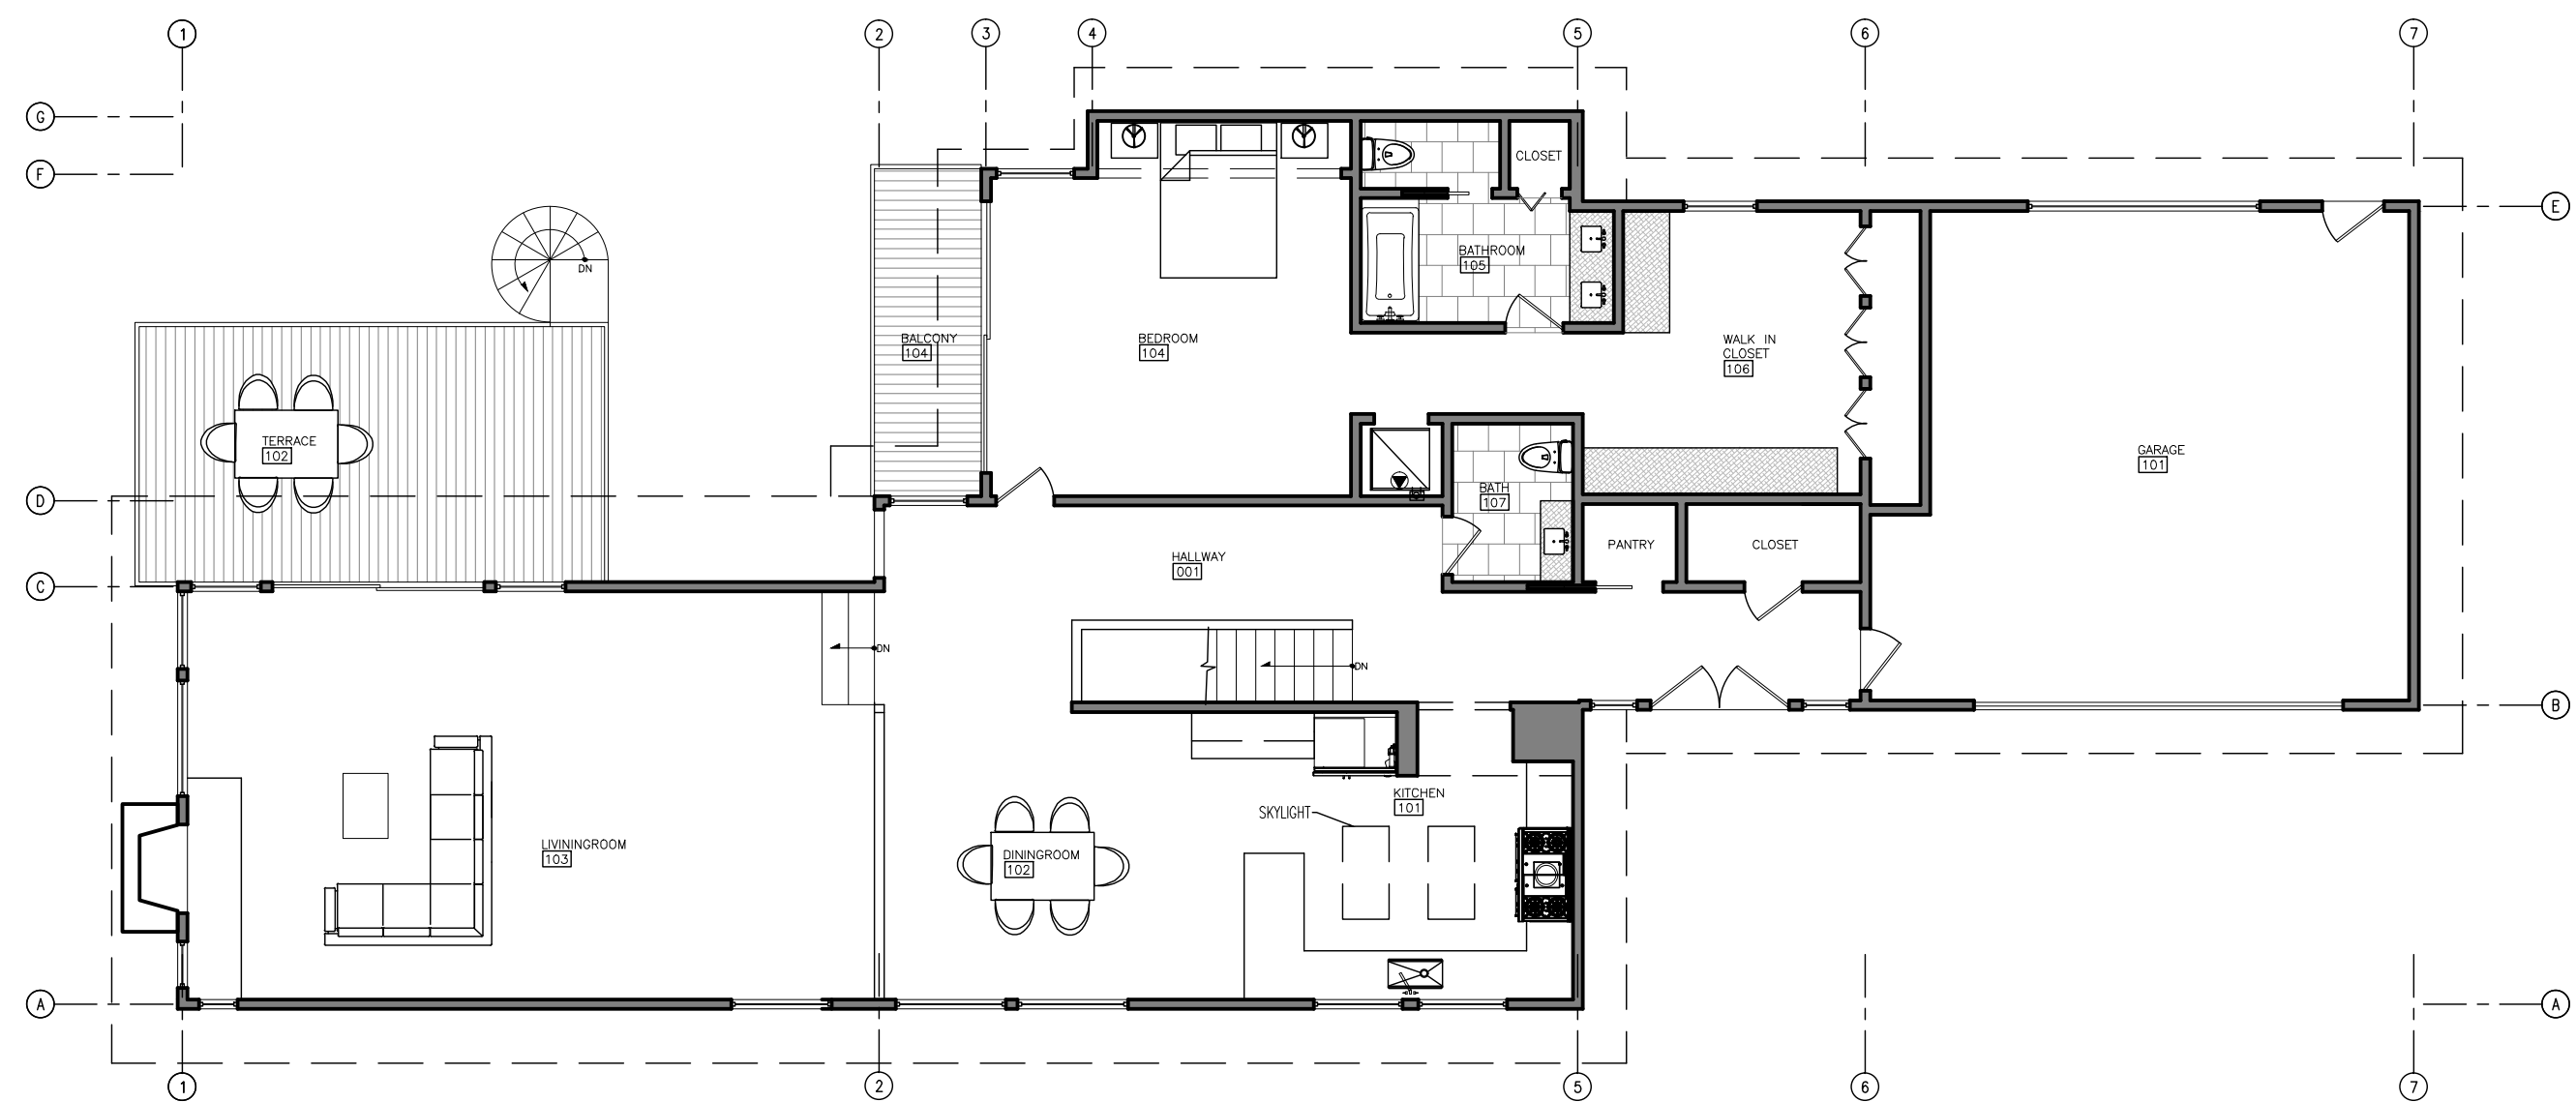 1
2
3
4
5
6
7
G
F
CLOSET
E
BATHROOM
105
DN
BALCONY
104
BEDROOM
104
WALK IN
CLOSET
106
TERRACE
102
GARAGE
101
D
BATH
107
HALLWAY
001
PANTRY
CLOSET
C
DN
DN
B
KITCHEN
101
SKYLIGHT
LIVININGROOM
103
DININGROOM
102
A
A
1
2
5
6
7